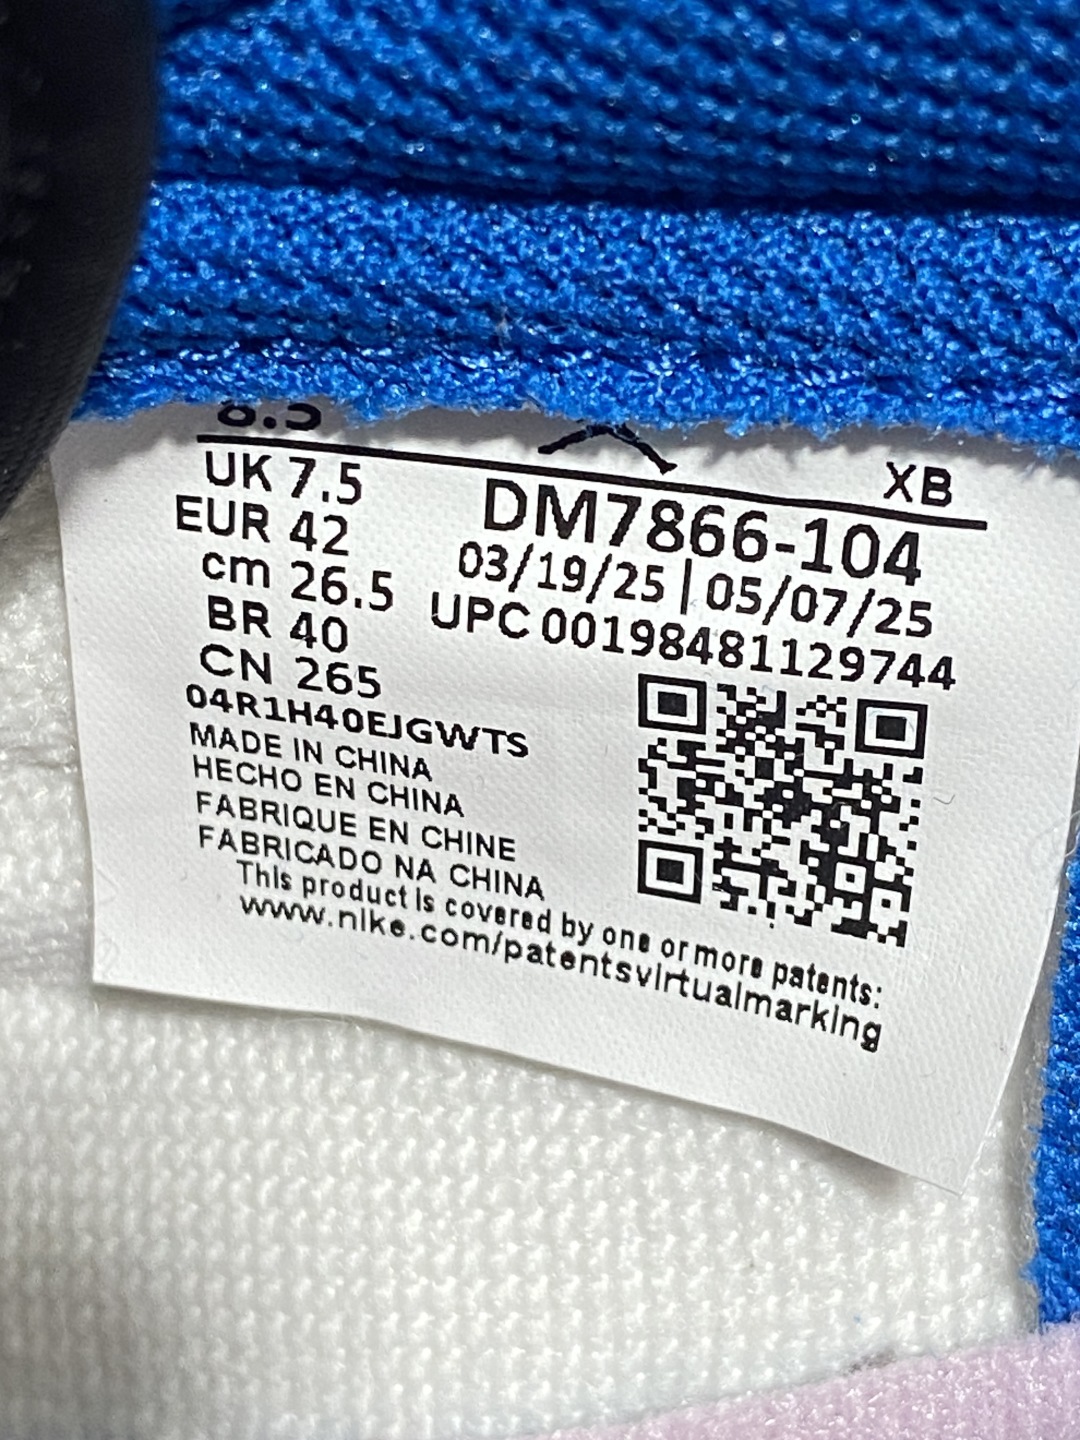 8.5
UK 7.5
EUR 42
cm 26.5
BR 40
CN 265
XB
DM7866-104
03/19/25 | 05/07/25
UPC 00198481129744
04R1H40EJGWTS
MADE IN CHINA
HECHO EN CHINA
FABRIQUE EN CHINE
FABRICADO NA CHINA
This product is covered by one or more patents:
www.nike.com/patentsvirtualmarking